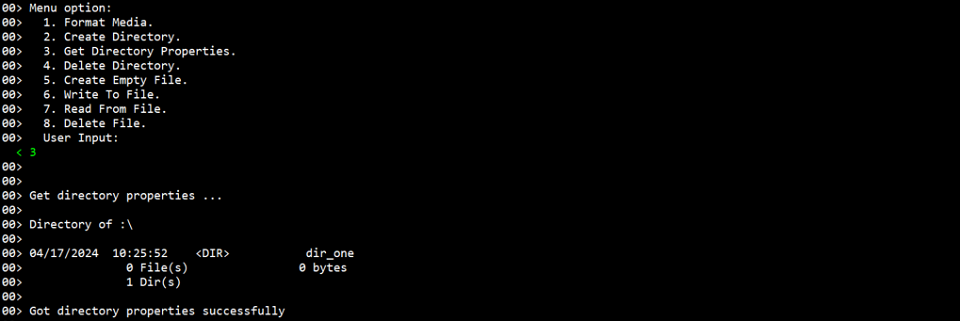 00> Menu option:
00>   1. Format Media.
00>   2. Create Directory.
00>   3. Get Directory Properties.
00>   4. Delete Directory.
00>   5. Create Empty File.
00>   6. Write To File.
00>   7. Read From File.
00>   8. Delete File.
00>   User Input:
  < 3
00>
00>
00> Get directory properties ...
00>
00> Directory of :\
00>
00> 04/17/2024  10:25:52    <DIR>           dir_one
00>               0 File(s)                0 bytes
00>               1 Dir(s)
00>
00> Got directory properties successfully